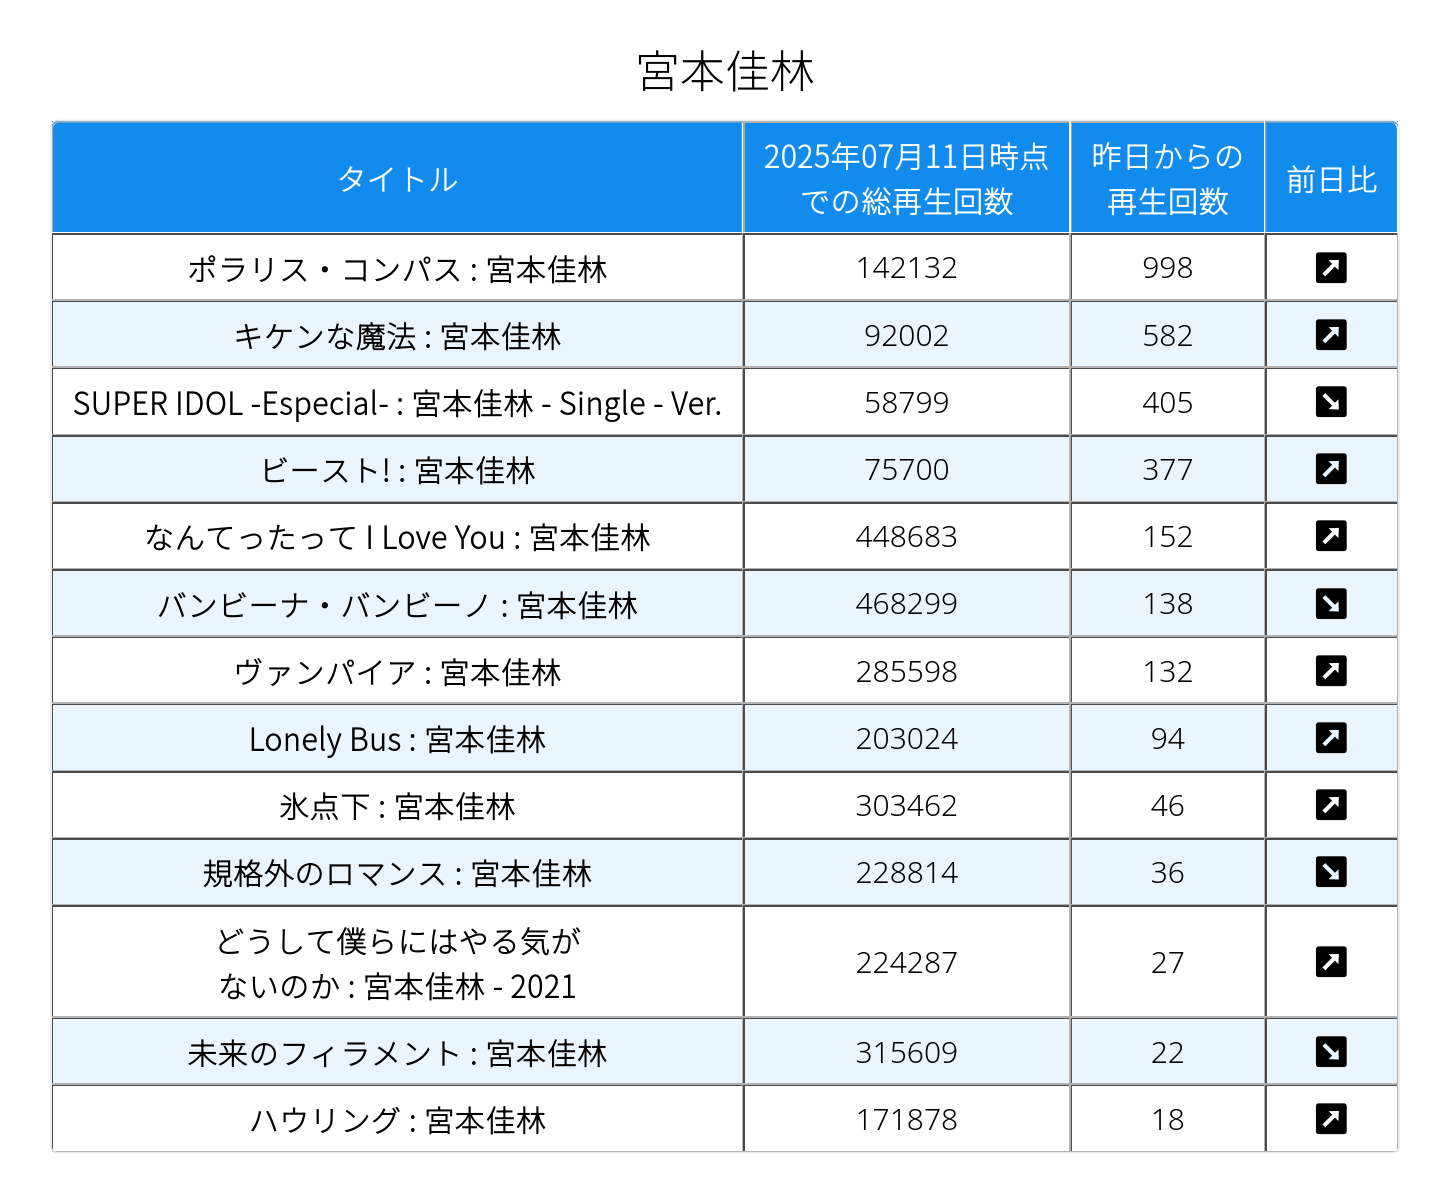 宮本佳林
タイトル
2025年07月11日時点
での総再生回数
昨日からの
再生回数
前日比
ポラリス・コンパス : 宮本佳林 142132 998
キケンな魔法 : 宮本佳林 92002 582
SUPER IDOL -Especial- : 宮本佳林 - Single - Ver. 58799 405
ビースト! : 宮本佳林 75700 377
なんてったって I Love You : 宮本佳林 448683 152
バンビーナ・バンビーノ : 宮本佳林 468299 138
ヴァンパイア : 宮本佳林 285598 132
Lonely Bus : 宮本佳林 203024 94
氷点下 : 宮本佳林 303462 46
規格外のロマンス : 宮本佳林 228814 36
どうして僕らにはやる気が
ないのか : 宮本佳林 - 2021 224287 27
未来のフィラメント : 宮本佳林 315609 22
ハウリング : 宮本佳林 171878 18